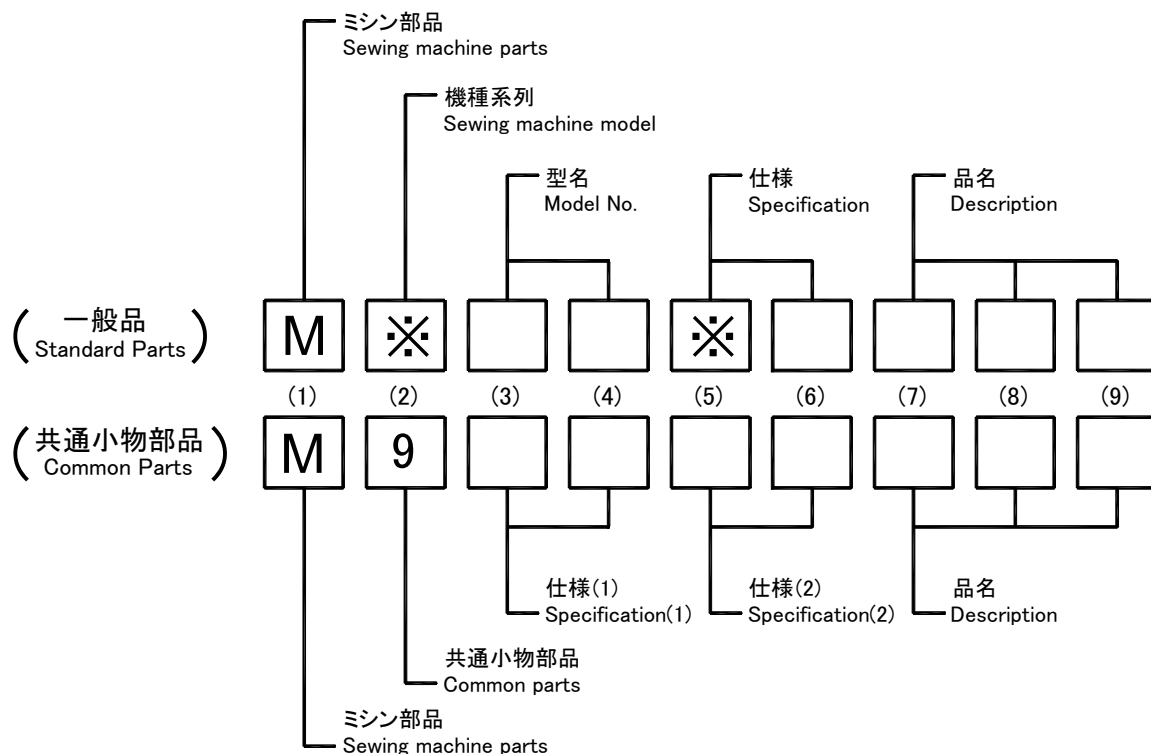 ミシン部品
Sewing machine parts
機種系列
Sewing machine model
型名
Model No.
仕様
Specification
品名
Description
一般品
Standard Parts
M ※ ※
(1) (2) (3) (4) (5) (6) (7) (8) (9)
共通小物部品
Common Parts
M 9
仕様(1)
Specification(1)
仕様(2)
Specification(2)
品名
Description
共通小物部品
Common parts
ミシン部品
Sewing machine parts